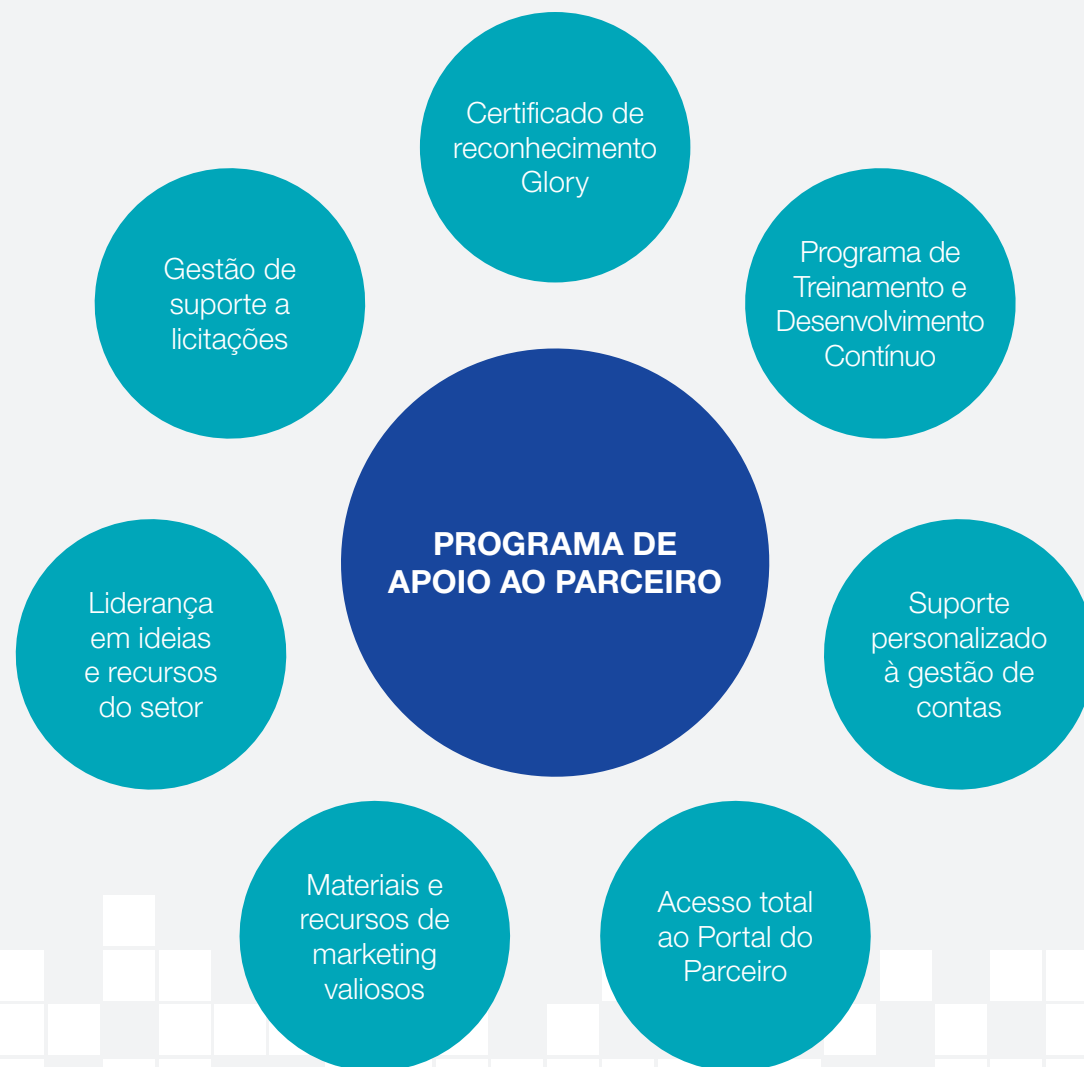 Certificado de
reconhecimento
Glory
Programa de
Treinamento e
Desenvolvimento
Contínuo
Gestão de
suporte a
licitações
PROGRAMA DE
APOIO AO PARCEIRO
Liderança
em ideias
e recursos
do setor
Suporte
personalizado
à gestão de
contas
Materiais e
recursos de
marketing
valiosos
Acesso total
ao Portal do
Parceiro